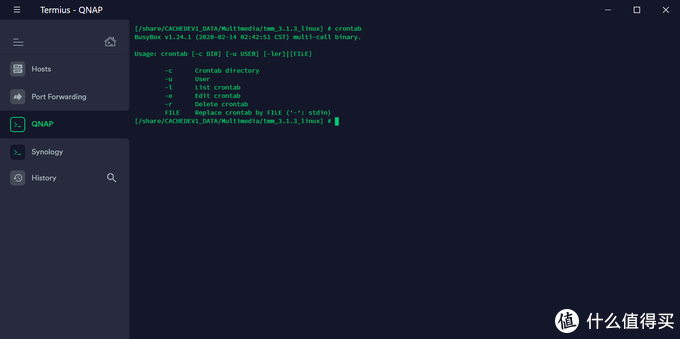 Termius - QNAP
Hosts
Port Forwarding
QNAP
Synology
History
[/share/CACHEDEV1_DATA/Multimedia/tmm_3.1.3_linux] # crontab
BusyBox v1.24.1 (2020-02-14 02:42:51 CST) multi-call binary.
Usage: crontab [-c DIR] [-u USER] [-ler]|[FILE]
-c Crontab directory
-u User
-l List crontab
-e Edit crontab
-r Delete crontab
FILE Replace crontab by FILE ('-': stdin)
[/share/CACHEDEV1_DATA/Multimedia/tmm_3.1.3_linux] #
值 什么值得买